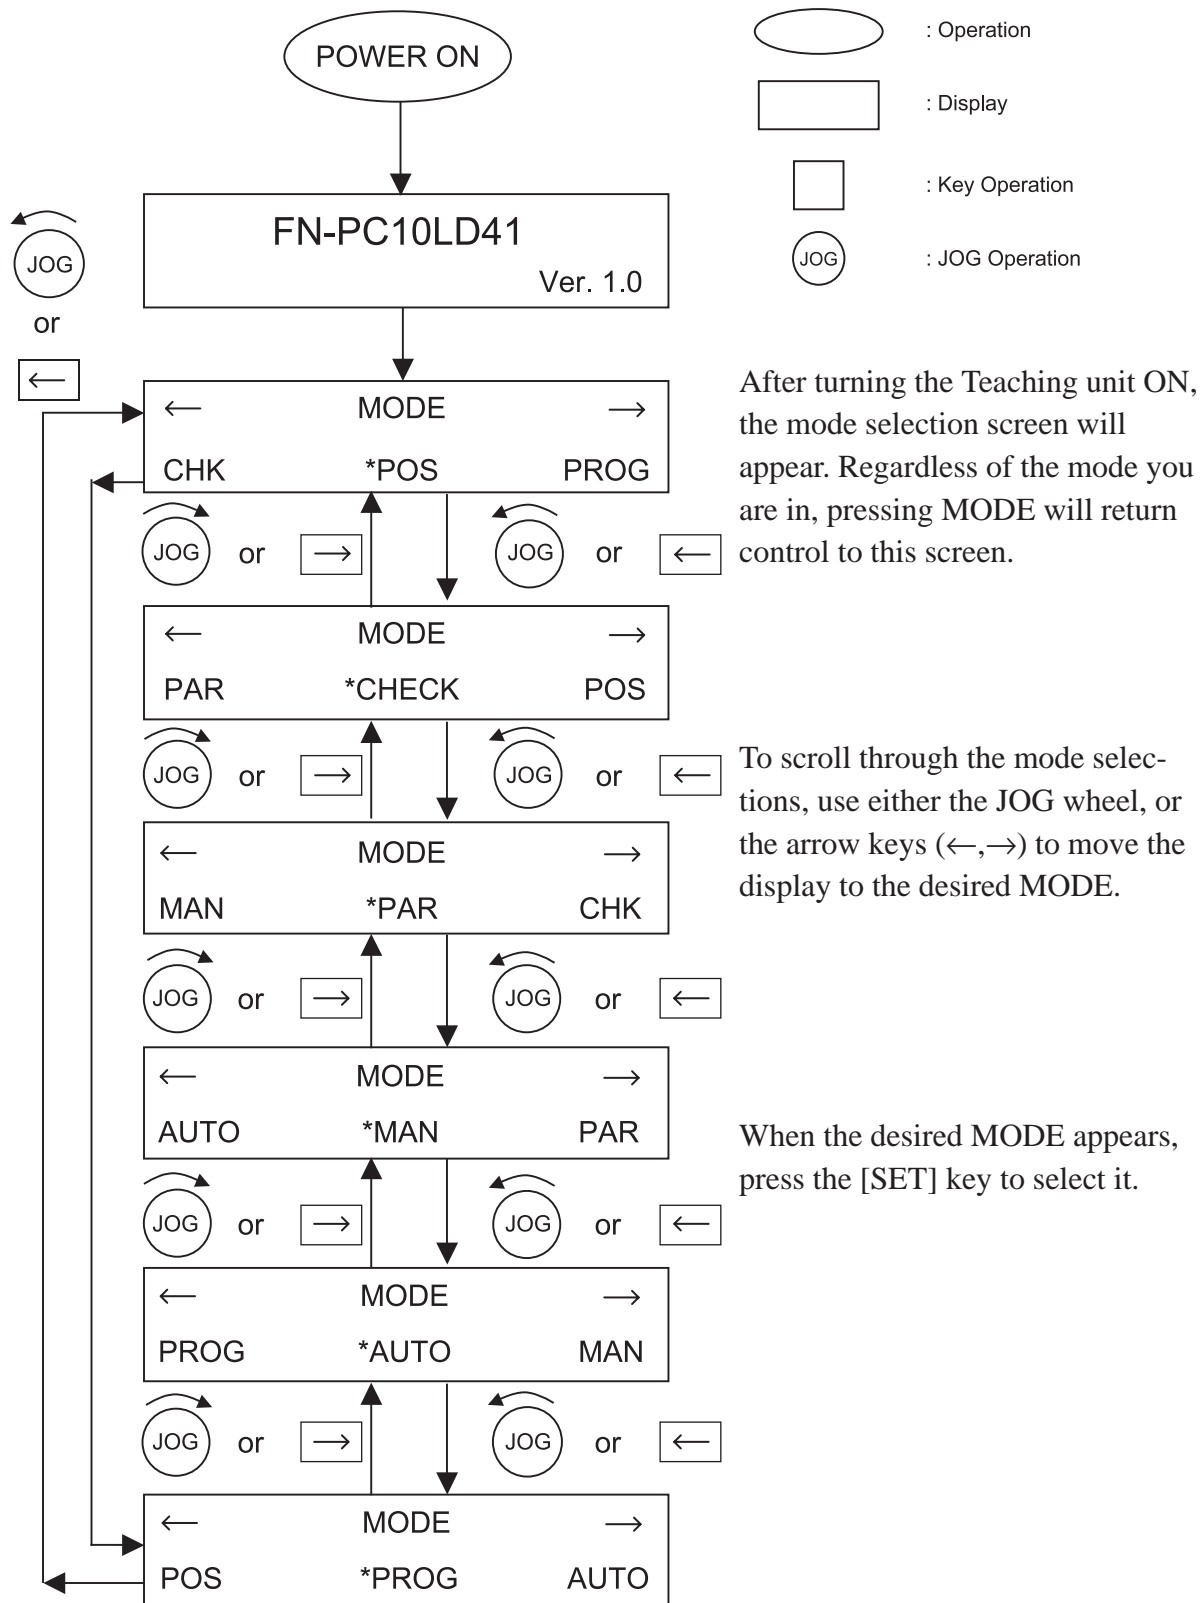 POWER ON
: Operation
: Display
: Key Operation
JOG : JOG Operation
FN-PC10LD41
Ver. 1.0
JOG
or
←
← MODE →
CHK *POS PROG
After turning the Teaching unit ON,
the mode selection screen will
appear. Regardless of the mode you
are in, pressing MODE will return
control to this screen.
JOG or → JOG or ←
← MODE →
PAR *CHECK POS
JOG or → JOG or ←
To scroll through the mode selec-
tions, use either the JOG wheel, or
the arrow keys (←,→) to move the
display to the desired MODE.
← MODE →
MAN *PAR CHK
JOG or → JOG or ←
← MODE →
AUTO *MAN PAR
When the desired MODE appears,
press the [SET] key to select it.
JOG or → JOG or ←
← MODE →
PROG *AUTO MAN
JOG or → JOG or ←
← MODE →
POS *PROG AUTO